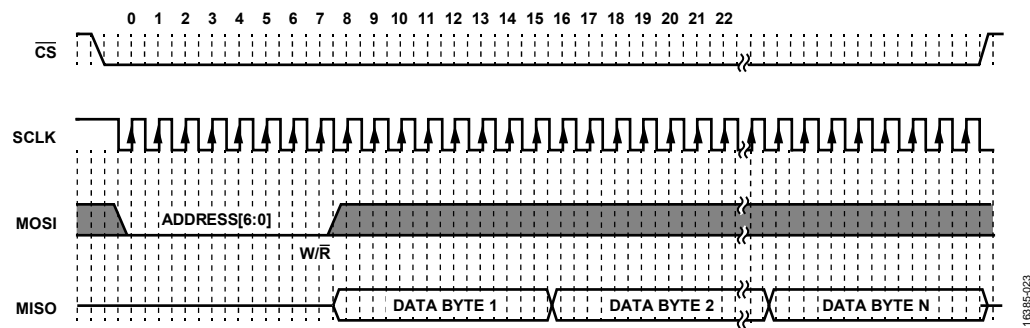 0 1 2 3 4 5 6 7 8 9 10 11 12 13 14 15 16 17 18 19 20 21 22
CS
SCLK
MOSI
ADDRESS[6:0]
W/R
MISO
DATA BYTE 1
DATA BYTE 2
DATA BYTE N
16385-023